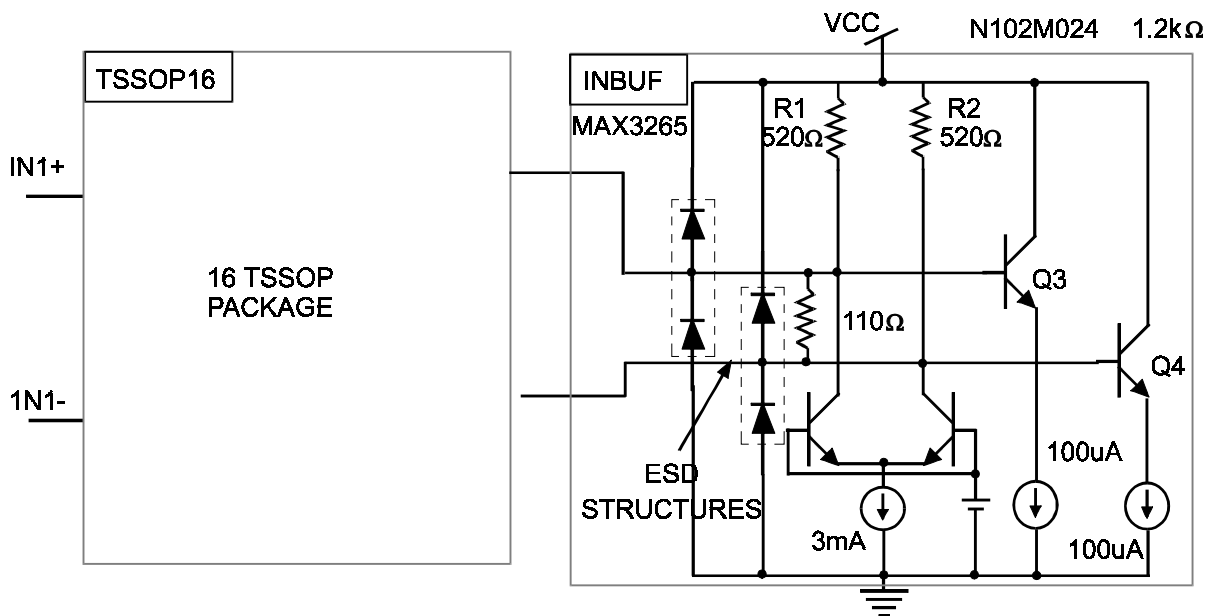 VCC
N102M024 1.2kΩ
TSSOP16
INBUF
MAX3265
R1
520Ω
R2
520Ω
IN1+
16 TSSOP
PACKAGE
Q3
110Ω
Q4
1N1-
ESD
STRUCTURES
100uA
3mA
100uA